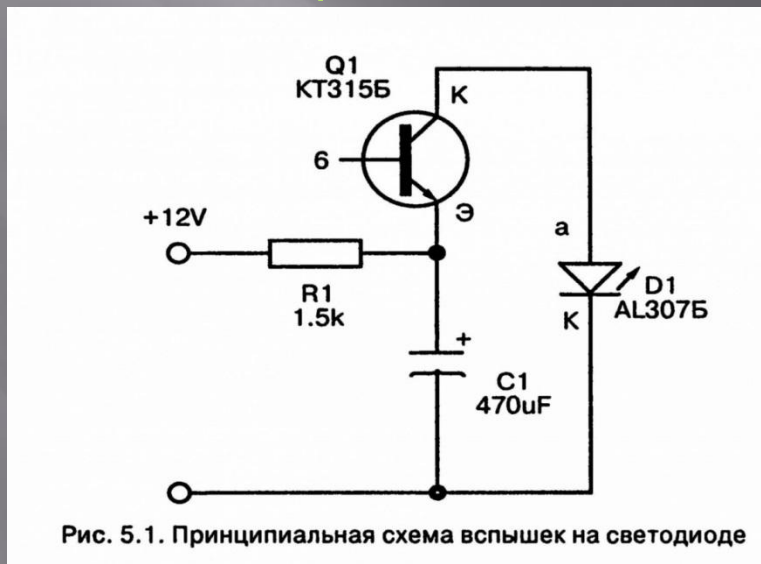 Q1
КТ315Б
К
б
Э
+12V
R1
1.5k
а
D1
AL307Б
К
+
C1
470uF
Рис. 5.1. Принципиальная схема вспышек на светодиоде